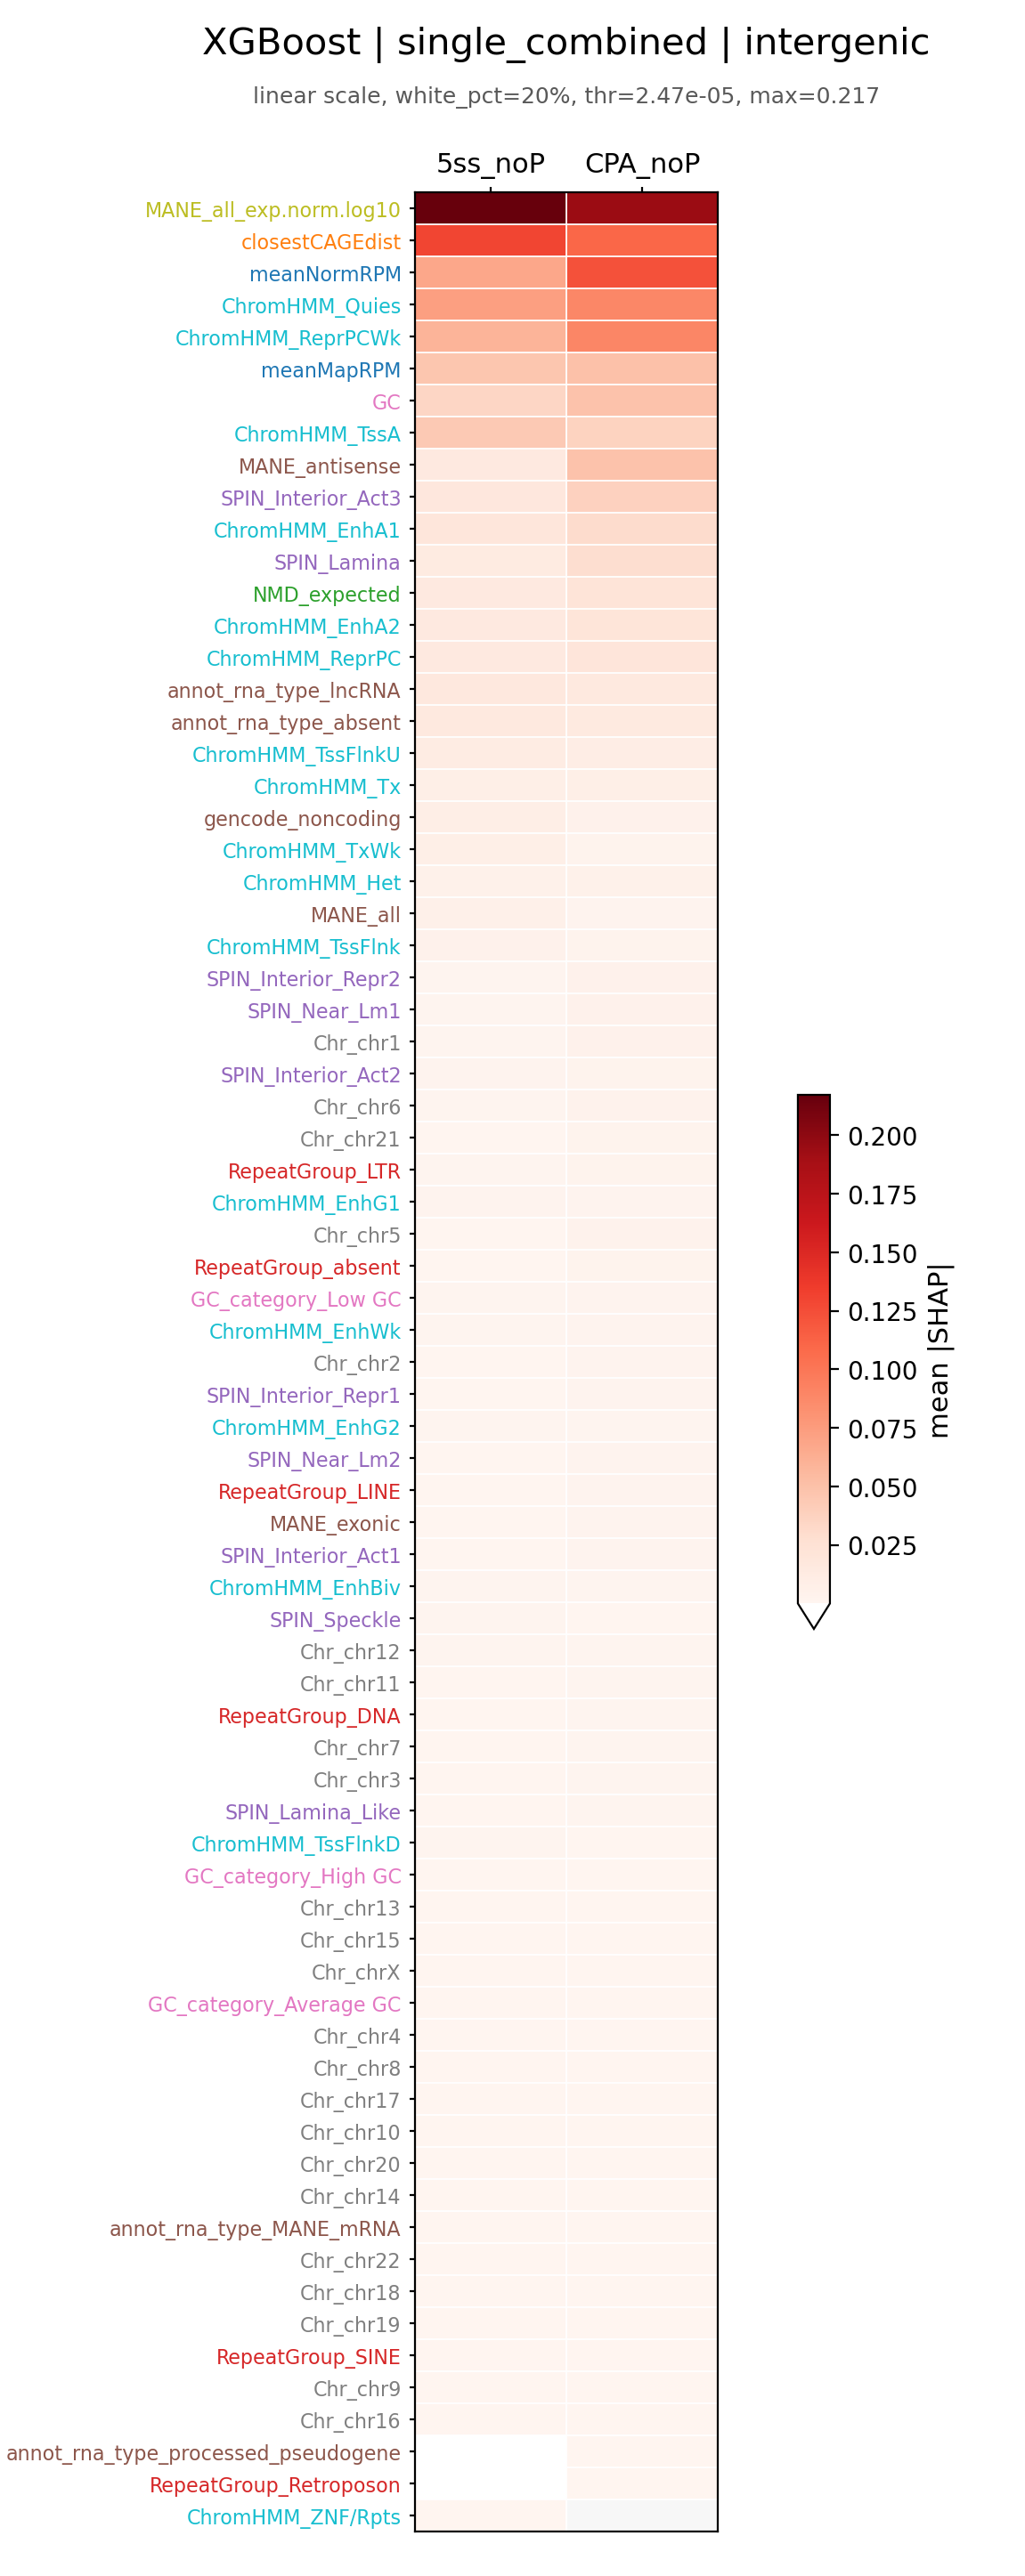 XGBoost | single_combined | intergenic
linear scale, white_pct=20%, thr=2.47e-05, max=0.217
5ss_noP CPA_noP
MANE_all_exp.norm.log10
closestCAGEdist
meanNormRPM
ChromHMM_Quies
ChromHMM_ReprPCWk
meanMapRPM
GC
ChromHMM_TssA
MANE_antisense
SPIN_Interior_Act3
ChromHMM_EnhA1
SPIN_Lamina
NMD_expected
ChromHMM_EnhA2
ChromHMM_ReprPC
annot_rna_type_lncRNA
annot_rna_type_absent
ChromHMM_TssFlnkU
ChromHMM_Tx
gencode_noncoding
ChromHMM_TxWk
ChromHMM_Het
MANE_all
ChromHMM_TssFlnk
SPIN_Interior_Repr2
SPIN_Near_Lm1
Chr_chr1
SPIN_Interior_Act2
Chr_chr6
Chr_chr21
RepeatGroup_LTR
ChromHMM_EnhG1
Chr_chr5
RepeatGroup_absent
GC_category_Low GC
ChromHMM_EnhWk
Chr_chr2
SPIN_Interior_Repr1
ChromHMM_EnhG2
SPIN_Near_Lm2
RepeatGroup_LINE
MANE_exonic
SPIN_Interior_Act1
ChromHMM_EnhBiv
SPIN_Speckle
Chr_chr12
Chr_chr11
RepeatGroup_DNA
Chr_chr7
Chr_chr3
SPIN_Lamina_Like
ChromHMM_TssFlnkD
GC_category_High GC
Chr_chr13
Chr_chr15
Chr_chrX
GC_category_Average GC
Chr_chr4
Chr_chr8
Chr_chr17
Chr_chr10
Chr_chr20
Chr_chr14
annot_rna_type_MANE_mRNA
Chr_chr22
Chr_chr18
Chr_chr19
RepeatGroup_SINE
Chr_chr9
Chr_chr16
annot_rna_type_processed_pseudogene
RepeatGroup_Retroposon
ChromHMM_ZNF/Rpts
0.200
0.175
0.150
0.125
0.100
0.075
0.050
0.025
mean |SHAP|